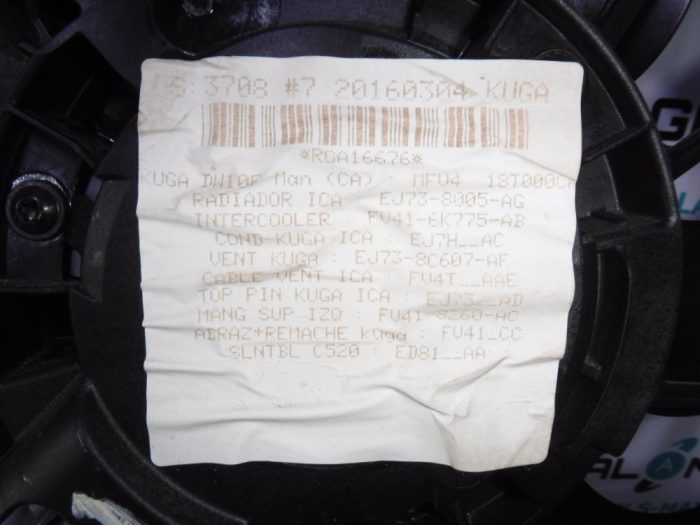 S: 3708 #7 20160304 KUGA
*RGA16676*
KUGA DW10F Man (CA) : MFV4 18T000CA
RADIADOR ICA : EJ73-8005-AG
INTERCOOLER : FV41-6K775-AB
COND KUGA ICA : EJ7H__AC
VENT KUGA : EJ73-8C607-AF
CABLE VENT ICA : FV4T__AAE
TOP PIN KUGA ICA : EJ73__AD
MANG SUP IZQ : FV41-8260-AC
ABRAZ+REMACHE kuga : FV41_CC
SLNTBL C520 : ED81__AA